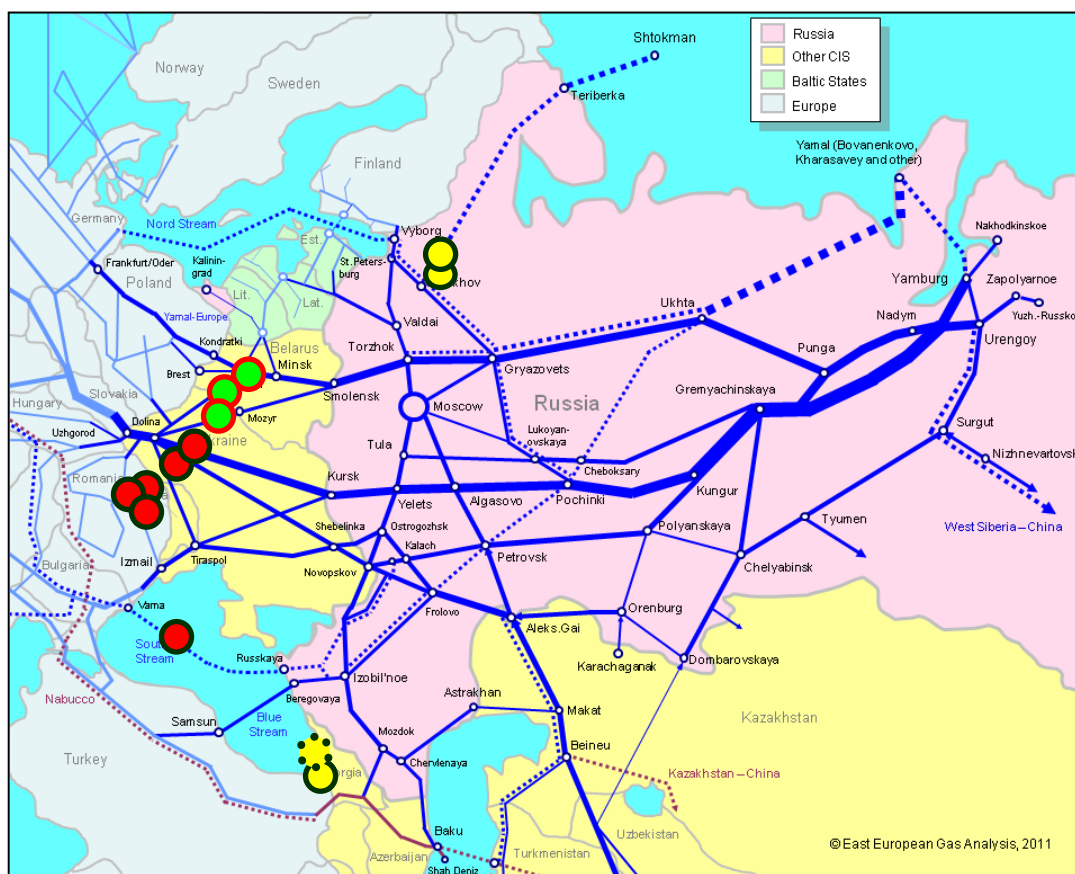 Russia
Other CIS
Baltic States
Europe
Shtokman
Teriberka
Norway
Sweden
Finland
Yamal (Bovanenkovo,
Kharasavey and other)
Germany
Nord Stream
Est.
Vyborg
Nakhodkinskoe
Frankfurt/Oder
Kalinin-
grad
St. Peters-
burg
Yamburg
Zapolyarnoe
Poland
Lit.
Lat.
Ukhta
Nadym
Yuzh.-Russkoe
Yamal-Europe
Valdai
Urengoy
Kondratki
Belarus
Torzhok
Punga
Brest
Minsk
Gryazovets
Smolensk
Gremyachinskaya
Slovakia
Russia
Hungary
Moscow
Mozyr
Surgut
Dolina
Lukoyan-
ovskaya
Uzhgorod
Tula
Cheboksary
Nizhnevartovsk
Kursk
Kungur
Romania
Yelets
Algasovo
Pochinki
Ostrogozhsk
Polyanskaya
Tyumen
West Siberia – China
Shebelinka
Kalach
Izmail
Tiraspol
Petrovsk
Chelyabinsk
Bulgaria
Novopskov
Varna
Frolovo
Orenburg
Aleks.Gai
South
Stream
Russkaya
Karachaganak
Dombarovskaya
Izobil'noe
Astrakhan
Nabucco
Beregovaya
Makat
Kazakhstan
Samsun
Blue
Stream
Mozdok
Beineu
Turkey
Chervlenaya
Kazakhstan – China
Baku
Uzbekistan
Azerbaijan
Turkmenistan
Shah Deniz
©East European Gas Analysis, 2011